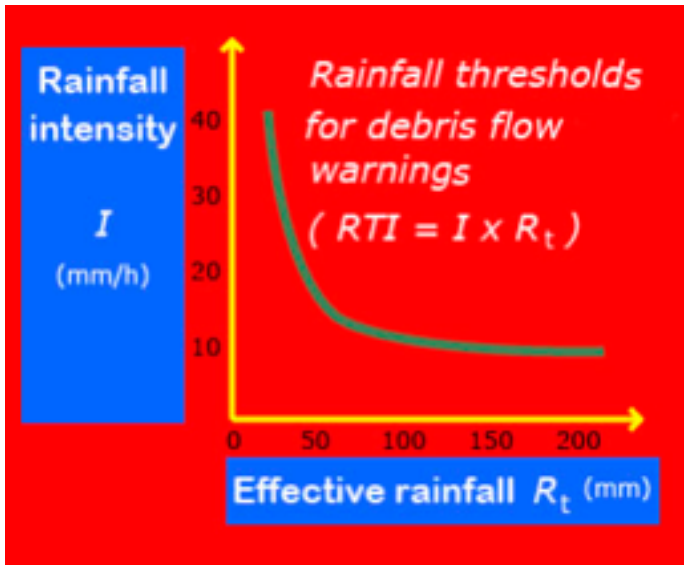 Rainfall
intensity
I
(mm/h)
Rainfall thresholds
for debris flow
warnings
( RTI = I x Rt )
40
30
20
10
0 50 100 150 200
Effective rainfall Rt (mm)